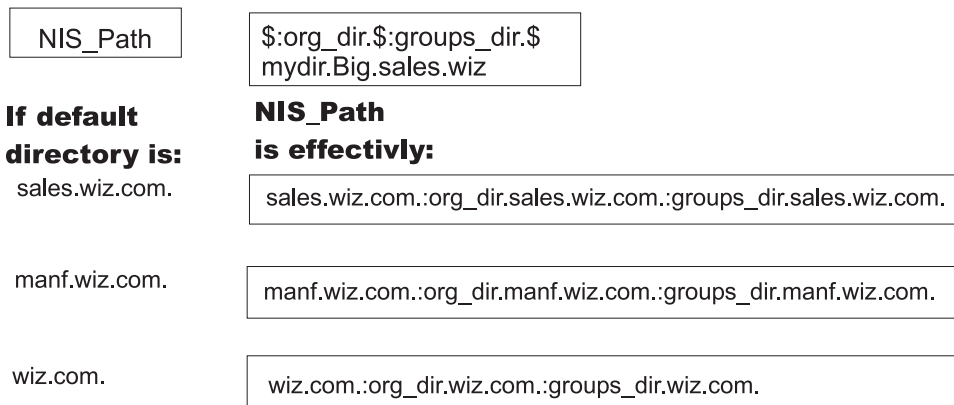 NIS_Path
$:org_dir.$:groups_dir.$
mydir.Big.sales.wiz
If default
directory is:
NIS_Path
is effectivly:
sales.wiz.com.
sales.wiz.com.:org_dir.sales.wiz.com.:groups_dir.sales.wiz.com.
manf.wiz.com.
manf.wiz.com.:org_dir.manf.wiz.com.:groups_dir.manf.wiz.com.
wiz.com.
wiz.com.:org_dir.wiz.com.:groups_dir.wiz.com.